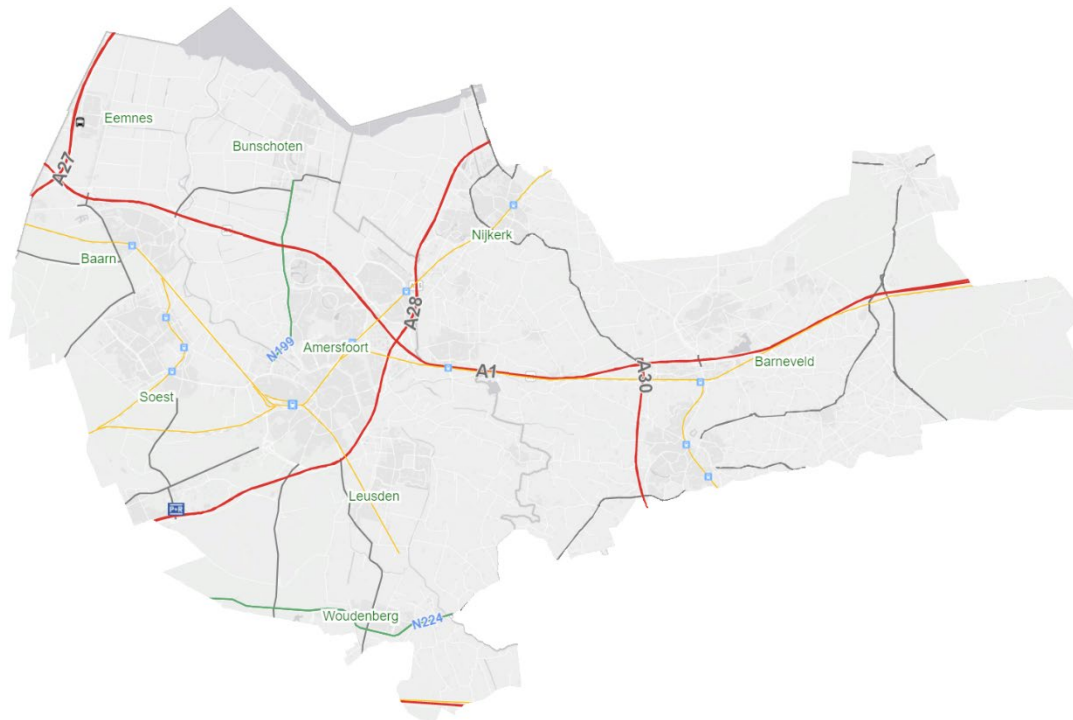 Eemnes
Bunschoten
A27
Nijkerk
Baarn
A28
N199
Amersfoort
A1
A30
Barneveld
Soest
Leusden
P+R
Woudenberg
N224